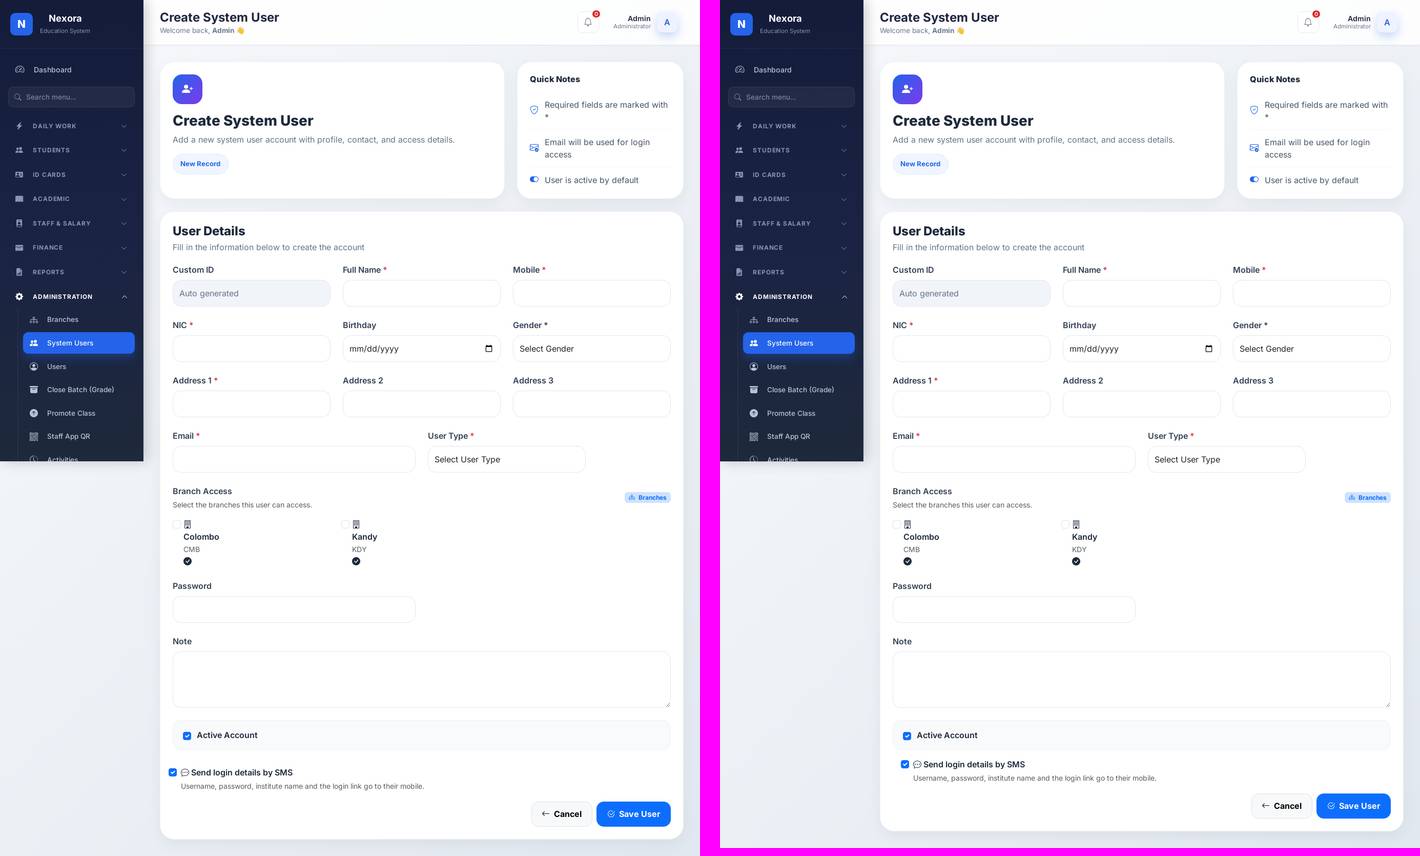 N
Nexora
Education System
Create System User
Welcome back, Admin 👋
0
Admin
Administrator
A
Dashboard
Search menu...
DAILY WORK
STUDENTS
ID CARDS
ACADEMIC
STAFF & SALARY
FINANCE
REPORTS
ADMINISTRATION
Branches
System Users
Users
Close Batch (Grade)
Promote Class
Staff App QR
Activities
Create System User
Add a new system user account with profile, contact, and access details.
New Record
Quick Notes
Required fields are marked with
*
Email will be used for login
access
User is active by default
User Details
Fill in the information below to create the account
Custom ID
Full Name *
Mobile *
Auto generated
NIC *
Birthday
Gender *
mm/dd/yyyy
Select Gender
Address 1 *
Address 2
Address 3
Email *
User Type *
Select User Type
Branch Access
Select the branches this user can access.
Branches
Colombo
CMB
Kandy
KDY
Password
Note
Active Account
Send login details by SMS
Username, password, institute name and the login link go to their mobile.
Cancel
Save User
N
Nexora
Education System
Create System User
Welcome back, Admin 👋
0
Admin
Administrator
A
Dashboard
Search menu...
DAILY WORK
STUDENTS
ID CARDS
ACADEMIC
STAFF & SALARY
FINANCE
REPORTS
ADMINISTRATION
Branches
System Users
Users
Close Batch (Grade)
Promote Class
Staff App QR
Activities
Create System User
Add a new system user account with profile, contact, and access details.
New Record
Quick Notes
Required fields are marked with
*
Email will be used for login
access
User is active by default
User Details
Fill in the information below to create the account
Custom ID
Full Name *
Mobile *
Auto generated
NIC *
Birthday
Gender *
mm/dd/yyyy
Select Gender
Address 1 *
Address 2
Address 3
Email *
User Type *
Select User Type
Branch Access
Select the branches this user can access.
Branches
Colombo
CMB
Kandy
KDY
Password
Note
Active Account
Send login details by SMS
Username, password, institute name and the login link go to their mobile.
Cancel
Save User